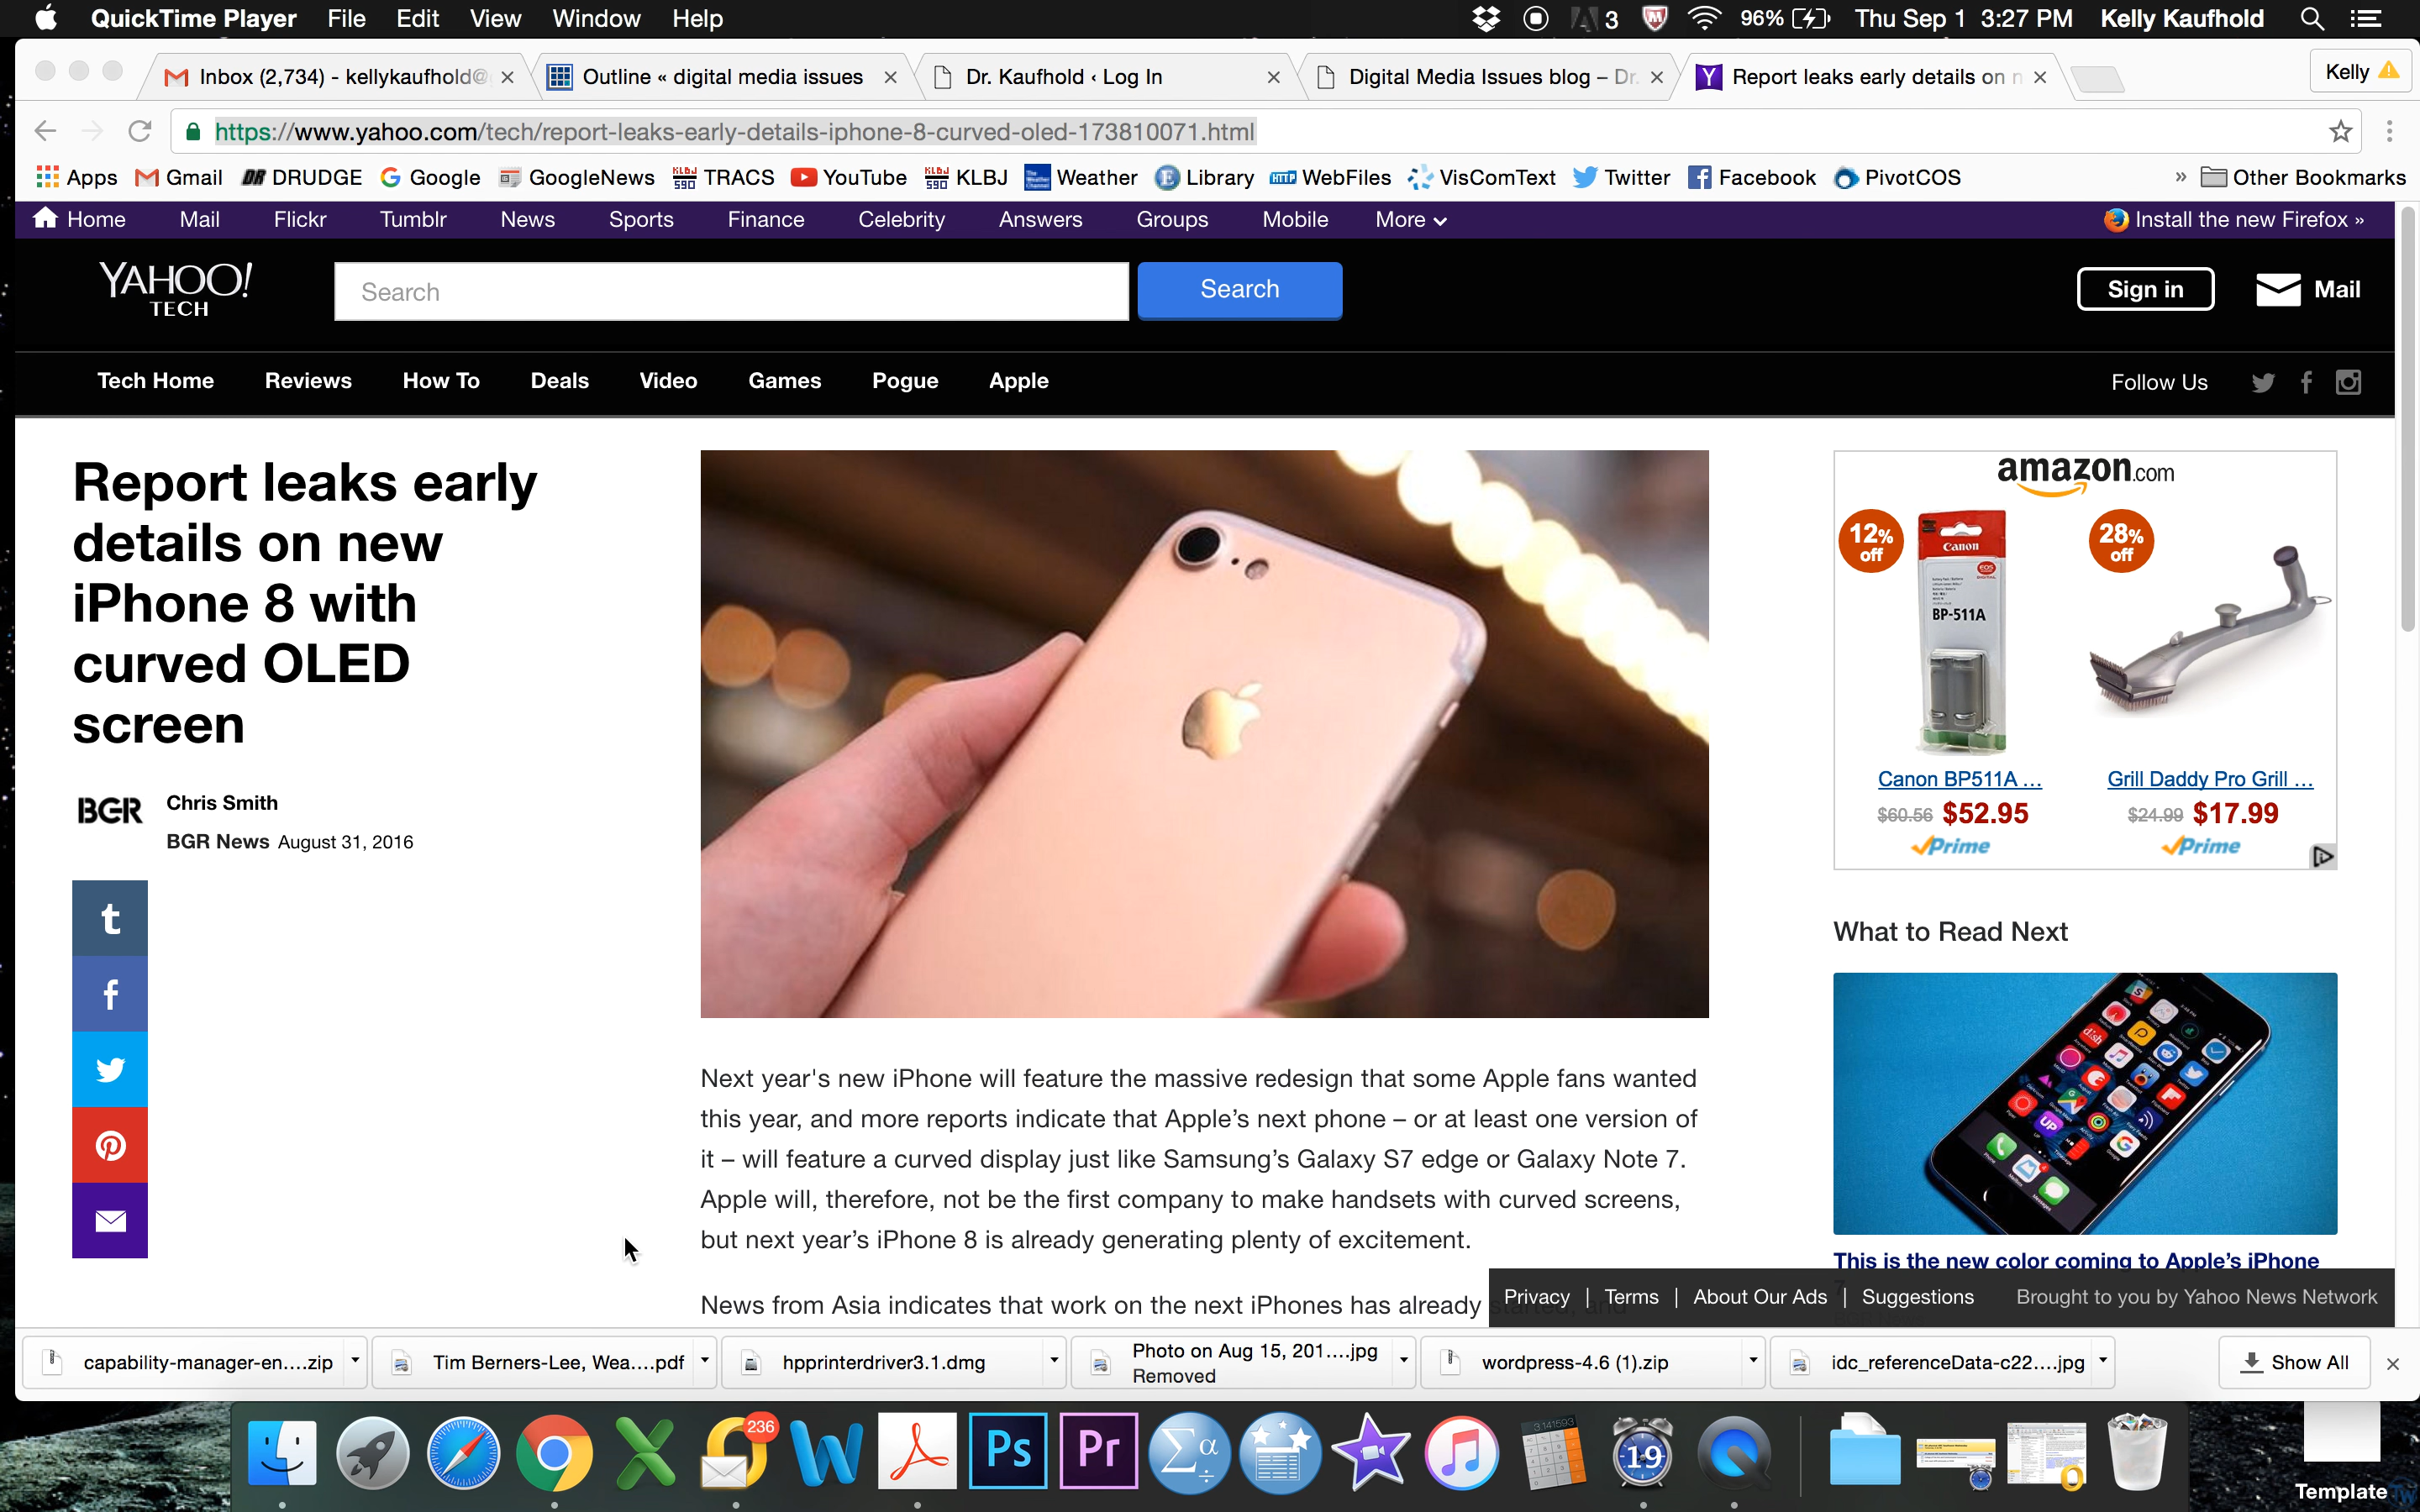 QuickTime Player File Edit View Window Help 3 96% Thu Sep 1 3:27 PM Kelly Kaufhold
Inbox (2,734) - kellykaufhold@
Outline « digital media issues
Dr. Kaufhold ‹ Log In
Digital Media Issues blog – Dr.
Report leaks early details on n
Kelly
https://www.yahoo.com/tech/report-leaks-early-details-iphone-8-curved-oled-173810071.html
Apps Gmail DRUDGE Google GoogleNews TRACS YouTube KLBJ Weather Library WebFiles VisComText Twitter Facebook PivotCOS » Other Bookmarks
Home Mail Flickr Tumblr News Sports Finance Celebrity Answers Groups Mobile More Install the new Firefox »
YAHOO!
TECH
Search
Search
Sign in
Mail
Tech Home Reviews How To Deals Video Games Pogue Apple Follow Us
Report leaks early
details on new
iPhone 8 with
curved OLED
screen
BGR
Chris Smith
BGR News August 31, 2016
Next year's new iPhone will feature the massive redesign that some Apple fans wanted
this year, and more reports indicate that Apple’s next phone – or at least one version of
it – will feature a curved display just like Samsung’s Galaxy S7 edge or Galaxy Note 7.
Apple will, therefore, not be the first company to make handsets with curved screens,
but next year’s iPhone 8 is already generating plenty of excitement.
News from Asia indicates that work on the next iPhones has already started, and
amazon.com
12% off
28% off
Canon
BP-511A
Canon BP511A ...
$60.56 $52.95
Prime
Grill Daddy Pro Grill ...
$24.99 $17.99
Prime
What to Read Next
This is the new color coming to Apple’s iPhone
7
Privacy | Terms | About Our Ads | Suggestions Brought to you by Yahoo News Network
capability-manager-en....zip
Tim Berners-Lee, Wea....pdf
hpprinterdriver3.1.dmg
Photo on Aug 15, 201....jpg
Removed
wordpress-4.6 (1).zip
idc_referenceData-c22....jpg
Show All
236
Ps
Pr
3.141593
19
Template